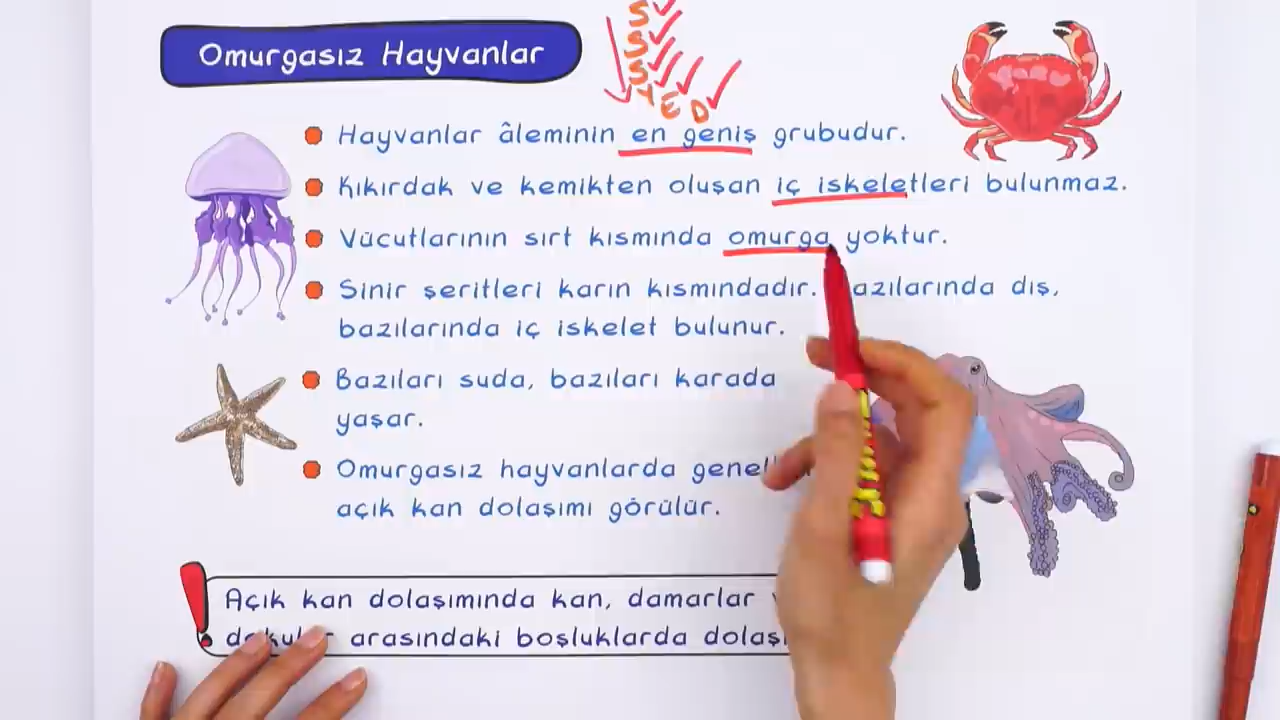 Omurgasız Hayvanlar
S
S
S
Y E D
Hayvanlar âleminin en geniş grubudur.
Kıkırdak ve kemikten oluşan iç iskeletleri bulunmaz.
Vücutlarının sırt kısmında omurga yoktur.
Sinir şeritleri karın kısmındadır. azılarında dış,
bazılarında iç iskelet bulunur.
Bazıları suda, bazıları karada
yaşar.
Omurgasız hayvanlarda genel
açık kan dolaşımı görülür.
Açık kan dolaşımında kan, damarlar
arasındaki boşluklarda dolaşı